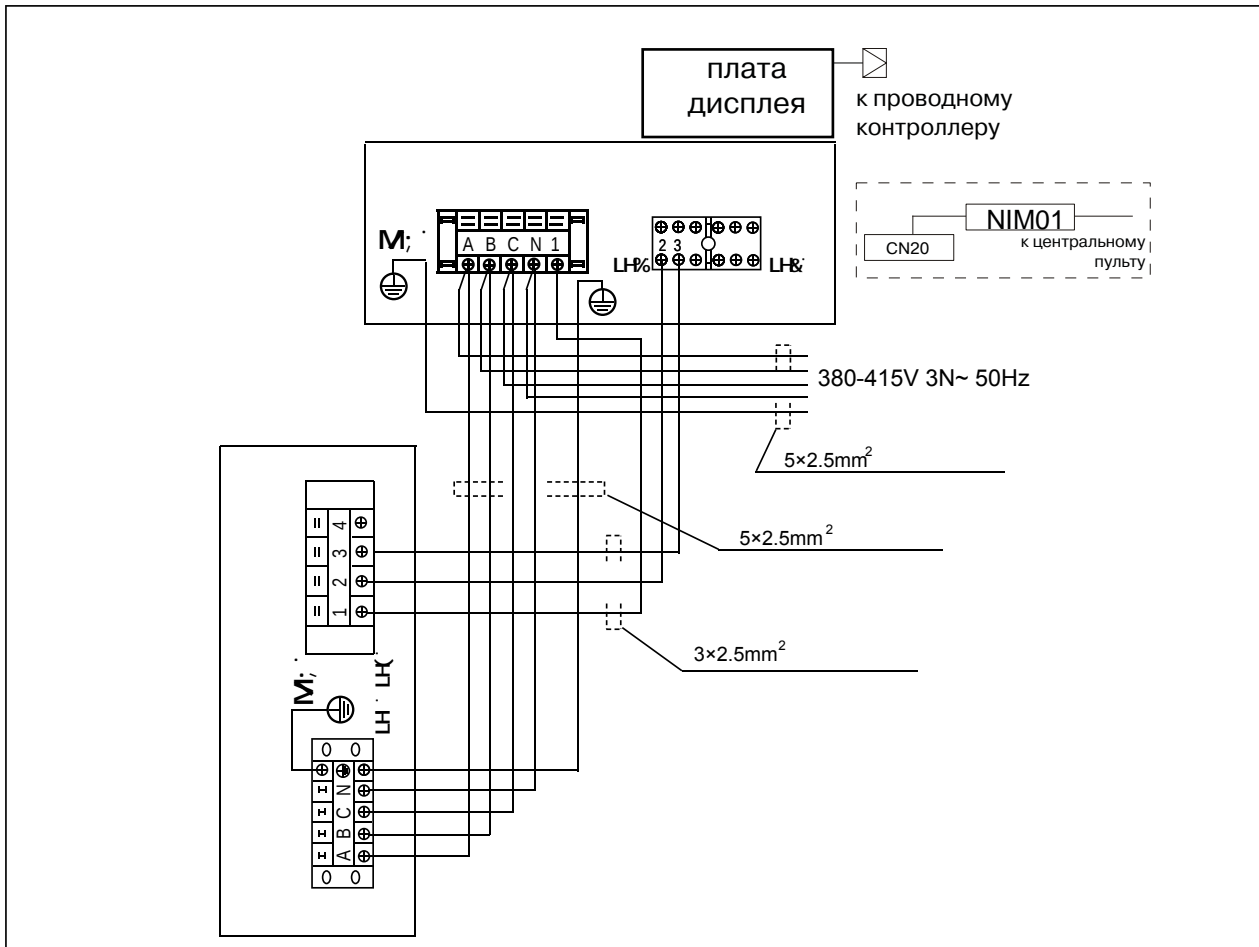 плата
дисплея
к проводному
контроллеру
NIM01
CN20
к центральному
пульту
A B C N 1
2 3
380-415V 3N~ 50Hz
5×2.5mm²
5×2.5mm²
3×2.5mm²
4
3
2
1
N
C
B
A